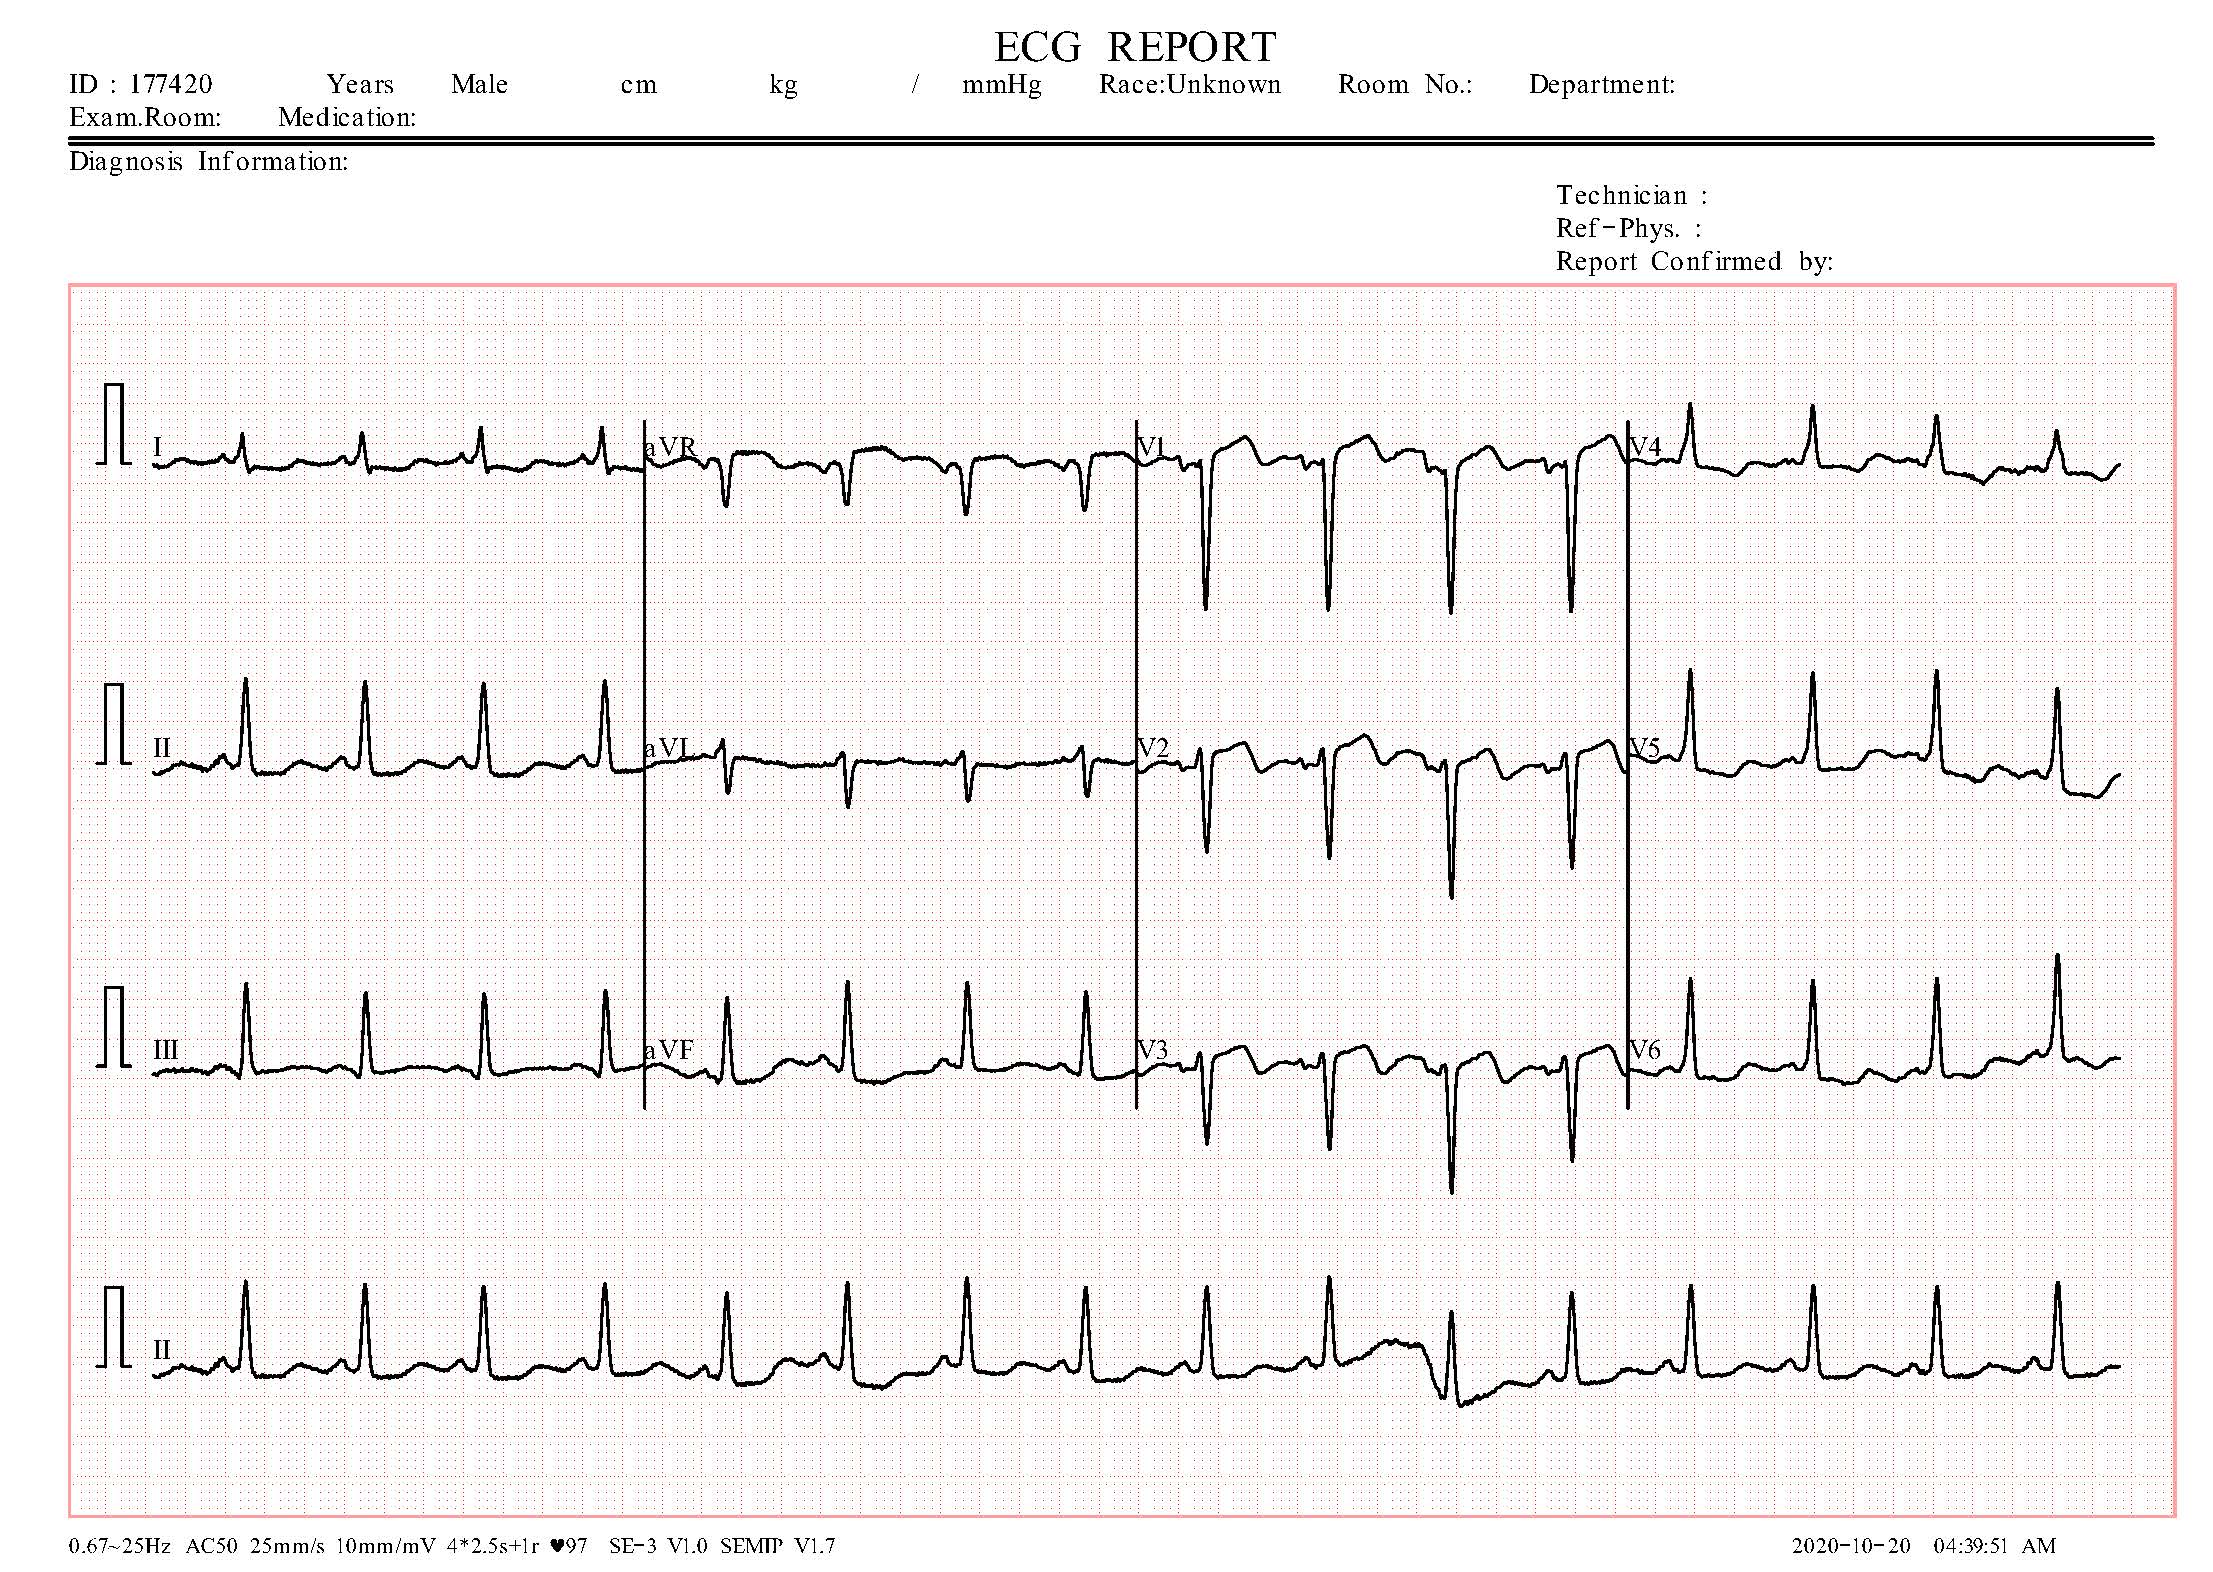 ECG REPORT
ID : 177420 Years Male cm kg / mmHg Race:Unknown Room No.: Department:
Exam.Room: Medication:
Diagnosis Information:
Technician :
Ref-Phys. :
Report Confirmed by:
I aVR V1 V4
II aVL V2 V5
III aVF V3 V6
II
0.67~25Hz AC50 25mm/s 10mm/mV 4*2.5s+1r ♥97 SE-3 V1.0 SEMIP V1.7 2020-10-20 04:39:51 AM